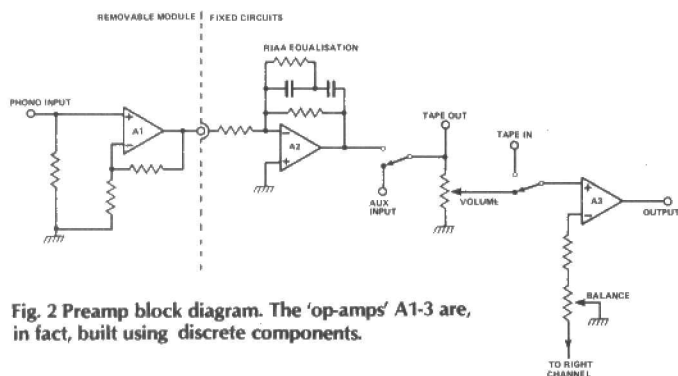 REMOVABLE MODULE
FIXED CIRCUITS
RIAA EQUALISATION
PHONO INPUT
+
A1
−
−
A2
+
TAPE OUT
TAPE IN
AUX
INPUT
VOLUME
+
A3
−
OUTPUT
BALANCE
TO RIGHT
CHANNEL
Fig. 2 Preamp block diagram. The 'op-amps' A1-3 are,
in fact, built using discrete components.